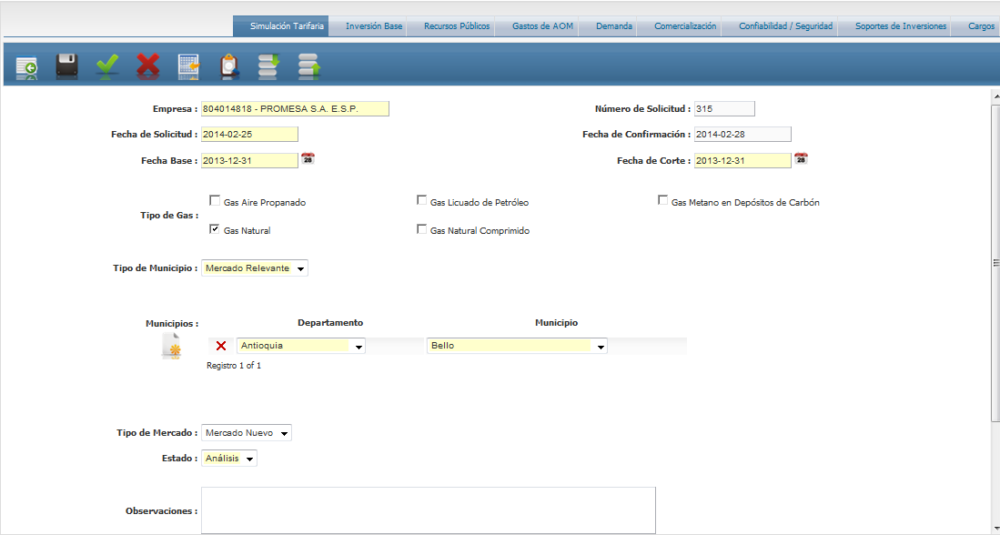 Simulación Tarifaria Inversión Base Recursos Públicos Gastos de AOM Demanda Comercialización Confiabilidad / Seguridad Soportes de Inversiones Cargos
Empresa : 804014818 - PROMESA S.A. E.S.P. Número de Solicitud : 315
Fecha de Solicitud : 2014-02-25 Fecha de Confirmación : 2014-02-28
Fecha Base : 2013-12-31 28 Fecha de Corte : 2013-12-31 28
Tipo de Gas :
Gas Aire Propanado Gas Licuado de Petróleo Gas Metano en Depósitos de Carbón
Gas Natural Gas Natural Comprimido
Tipo de Municipio : Mercado Relevante
Municipios : Departamento Municipio
Antioquia Bello
Registro 1 of 1
Tipo de Mercado : Mercado Nuevo
Estado : Análisis
Observaciones :